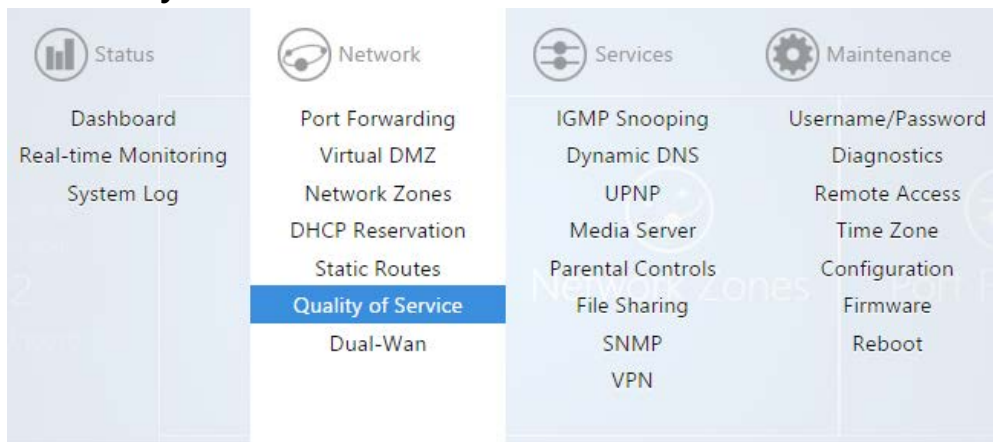 Status
Dashboard
Real-time Monitoring
System Log
Network
Port Forwarding
Virtual DMZ
Network Zones
DHCP Reservation
Static Routes
Quality of Service
Dual-Wan
Services
IGMP Snooping
Dynamic DNS
UPNP
Media Server
Parental Controls
File Sharing
SNMP
VPN
Maintenance
Username/Password
Diagnostics
Remote Access
Time Zone
Configuration
Firmware
Reboot
Network Zones